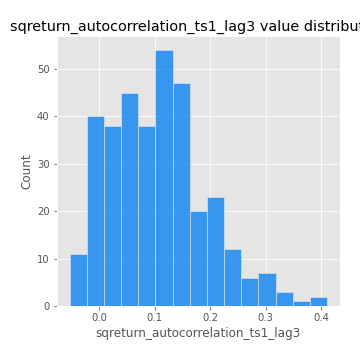 sqreturn_autocorrelation_ts1_lag3 value distribut
50
40
30
20
10
0
Count
0.0 0.1 0.2 0.3 0.4
sqreturn_autocorrelation_ts1_lag3